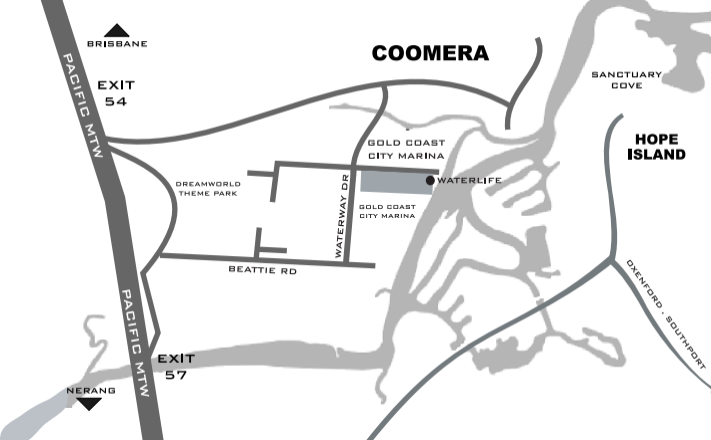 BRISBANE
COOMERA
PACIFIC MTW
EXIT
54
SANCTUARY
COVE
HOPE
ISLAND
GOLD COAST
CITY MARINA
DREAMWORLD
THEME PARK
WATERLIFE
WATERWAY DR
GOLD COAST
CITY MARINA
BEATTIE RD
OXENFORD . SOUTHPORT
PACIFIC MTW
EXIT
57
NERANG